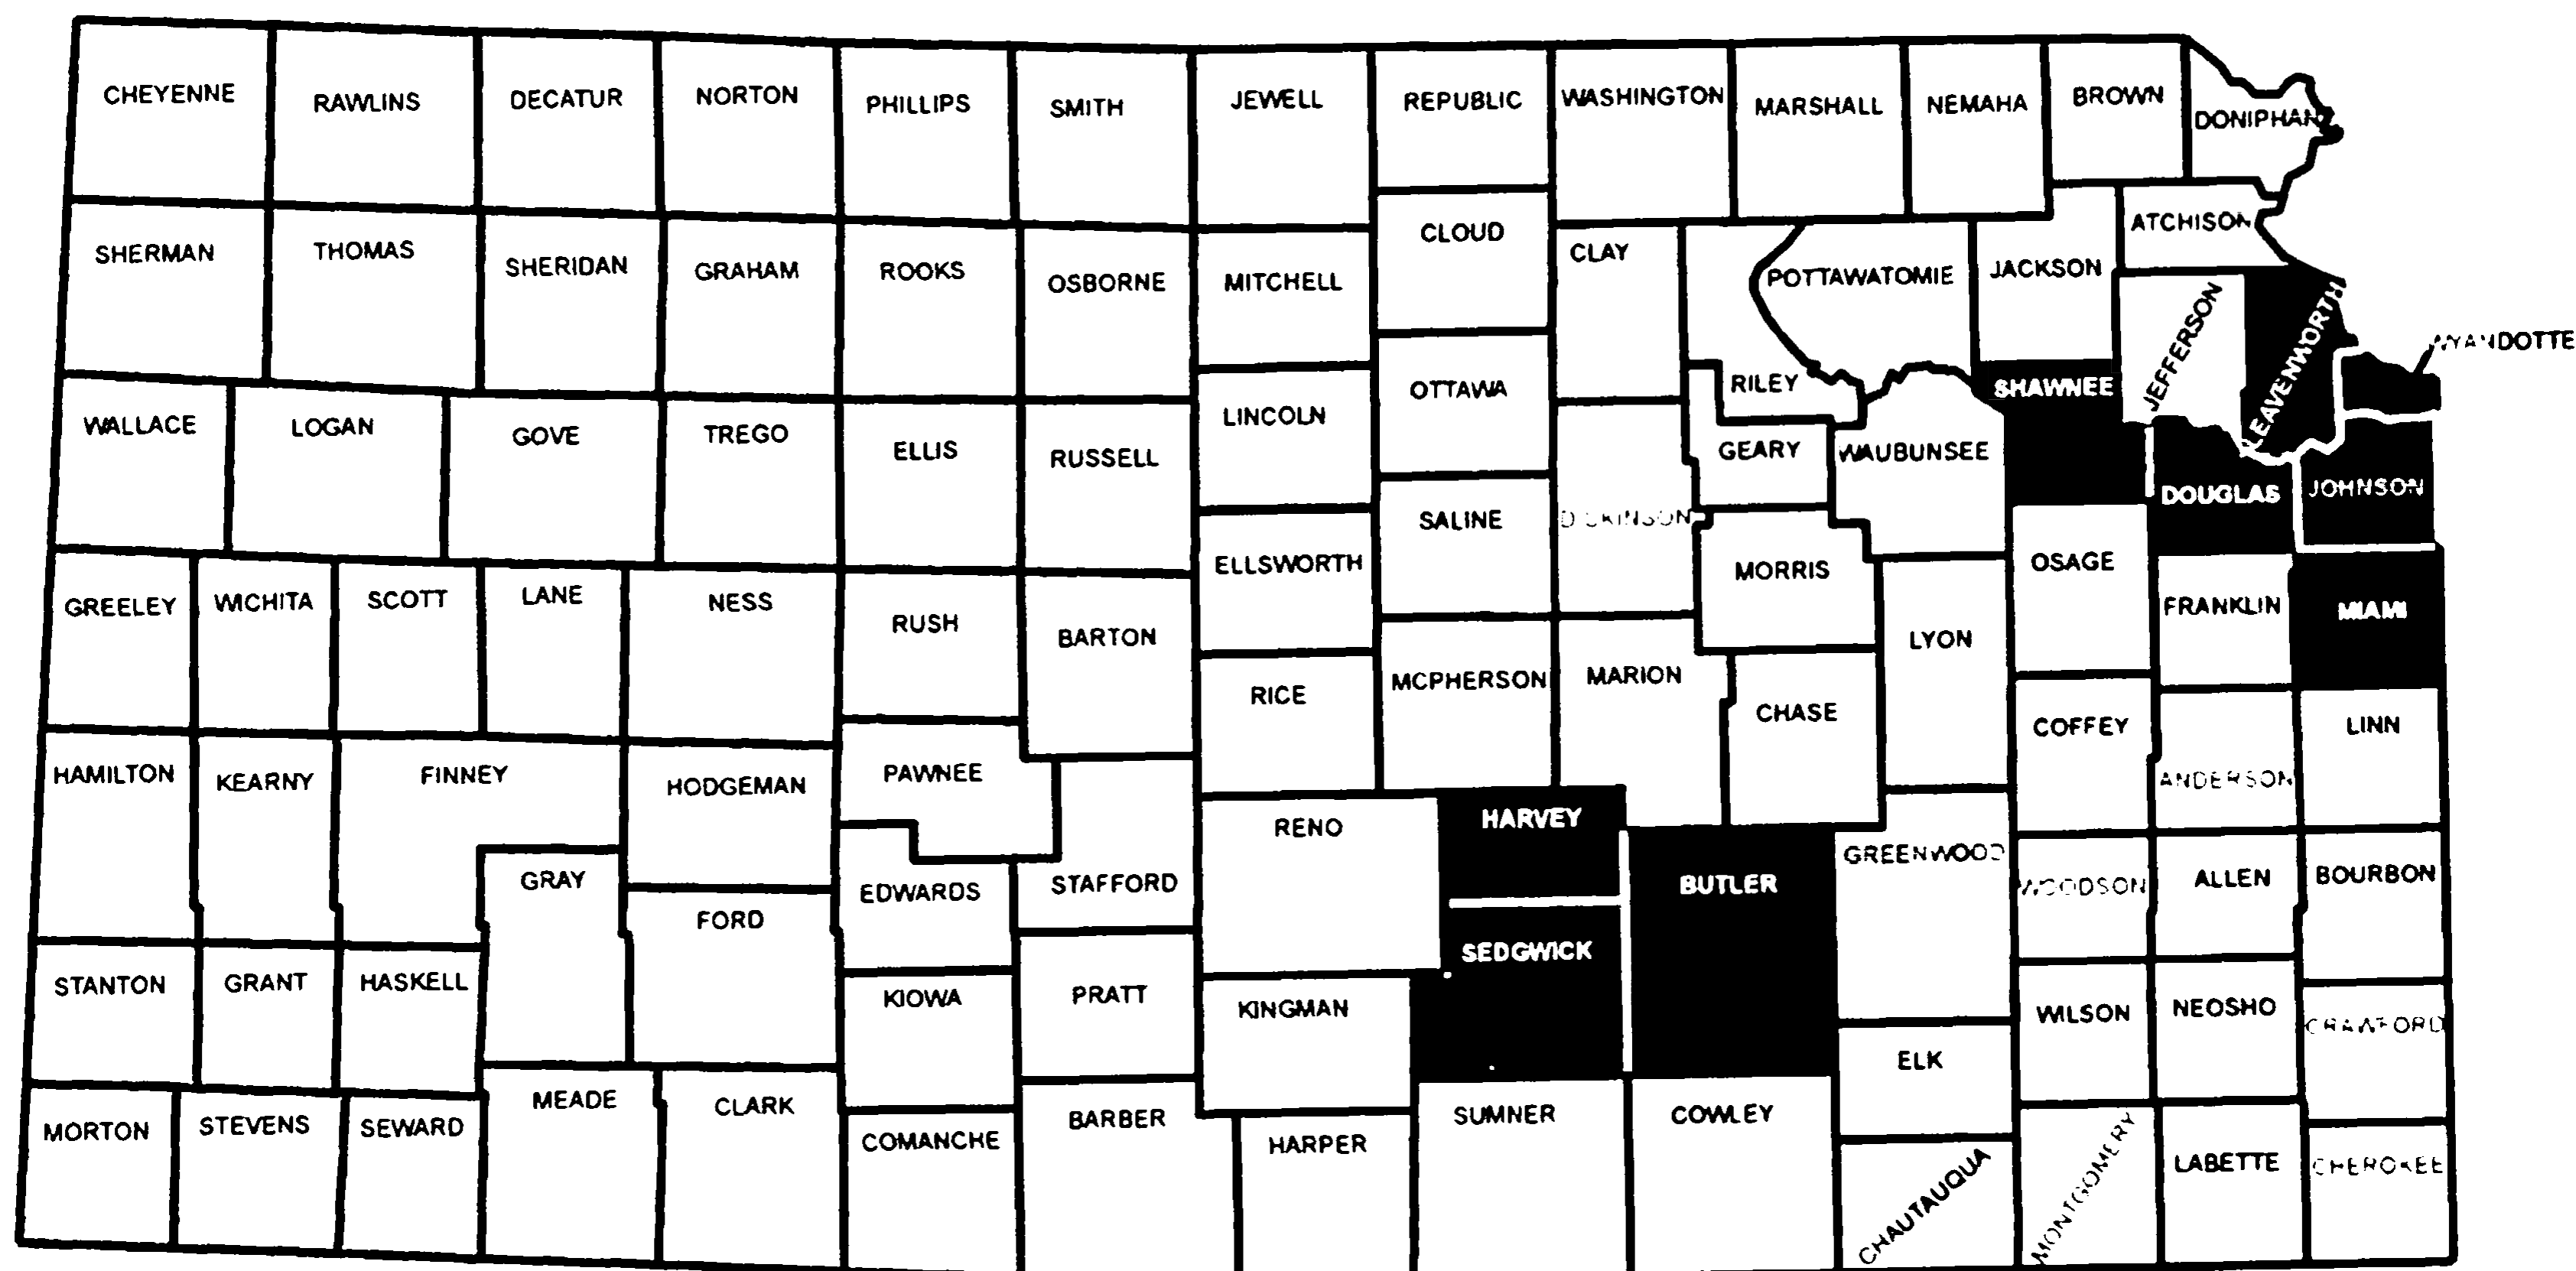 CHEYENNE
RAWLINS
DECATUR
NORTON
PHILLIPS
SMITH
JEWELL
REPUBLIC
WASHINGTON
MARSHALL
NEMAHA
BROWN
DONIPHAN
SHERMAN
THOMAS
SHERIDAN
GRAHAM
ROOKS
OSBORNE
MITCHELL
CLOUD
CLAY
POTTAWATOMIE
JACKSON
ATCHISON
JEFFERSON
LEAVENWORTH
WYANDOTTE
WALLACE
LOGAN
GOVE
TREGO
ELLIS
RUSSELL
LINCOLN
OTTAWA
RILEY
SHAWNEE
GEARY
WAUBUNSEE
DOUGLAS
JOHNSON
ELLSWORTH
SALINE
DICKINSON
MORRIS
OSAGE
FRANKLIN
MIAMI
GREELEY
WICHITA
SCOTT
LANE
NESS
RUSH
BARTON
RICE
MCPHERSON
MARION
CHASE
LYON
COFFEY
ANDERSON
LINN
HAMILTON
KEARNY
FINNEY
HODGEMAN
PAWNEE
STAFFORD
RENO
HARVEY
BUTLER
GREENWOOD
WOODSON
ALLEN
BOURBON
GRAY
FORD
EDWARDS
SEDGWICK
STANTON
GRANT
HASKELL
KIOWA
PRATT
KINGMAN
ELK
WILSON
NEOSHO
CRAWFORD
MORTON
STEVENS
SEWARD
MEADE
CLARK
COMANCHE
BARBER
HARPER
SUMNER
COWLEY
CHAUTAUQUA
MONTGOMERY
LABETTE
CHEROKEE